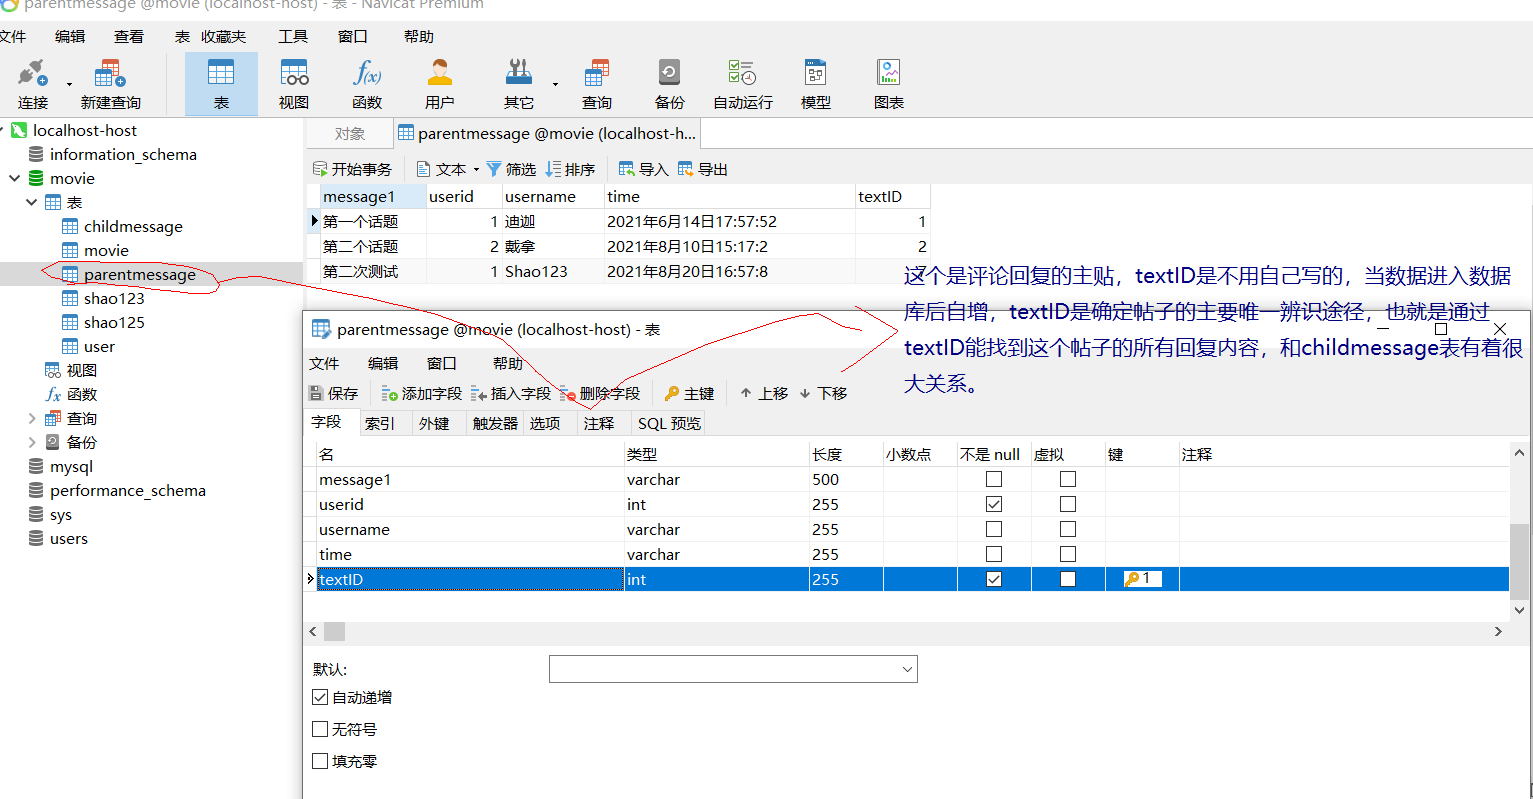 parentmessage @movie (localhost-host) - 表 - Navicat Premium
文件 编辑 查看 表 收藏夹 工具 窗口 帮助
连接 新建查询 表 视图 函数 用户 其它 查询 备份 自动运行 模型 图表
f(x)
localhost-host
information_schema
movie
表
childmessage
movie
parentmessage
shao123
shao125
user
视图
fx 函数
查询
备份
mysql
performance_schema
sys
users
对象 parentmessage @movie (localhost-h...
开始事务 文本 筛选 排序 导入 导出
message1 userid username time textID
第一个话题 1 迪迦 2021年6月14日17:57:52 1
第二个话题 2 戴拿 2021年8月10日15:17:2 2
第二次测试 1 Shao123 2021年8月20日16:57:8
这个是评论回复的主贴，textID是不用自己写的，当数据进入数据
库后自增，textID是确定帖子的主要唯一辨识途径，也就是通过
textID能找到这个帖子的所有回复内容，和childmessage表有着很
大关系。
parentmessage @movie (localhost-host) - 表
文件 编辑 窗口 帮助
保存 添加字段 插入字段 删除字段 主键 上移 下移
字段 索引 外键 触发器 选项 注释 SQL 预览
名 类型 长度 小数点 不是 null 虚拟 键 注释
message1 varchar 500
userid int 255
username varchar 255
time varchar 255
textID int 255 1
默认:
自动递增
无符号
填充零